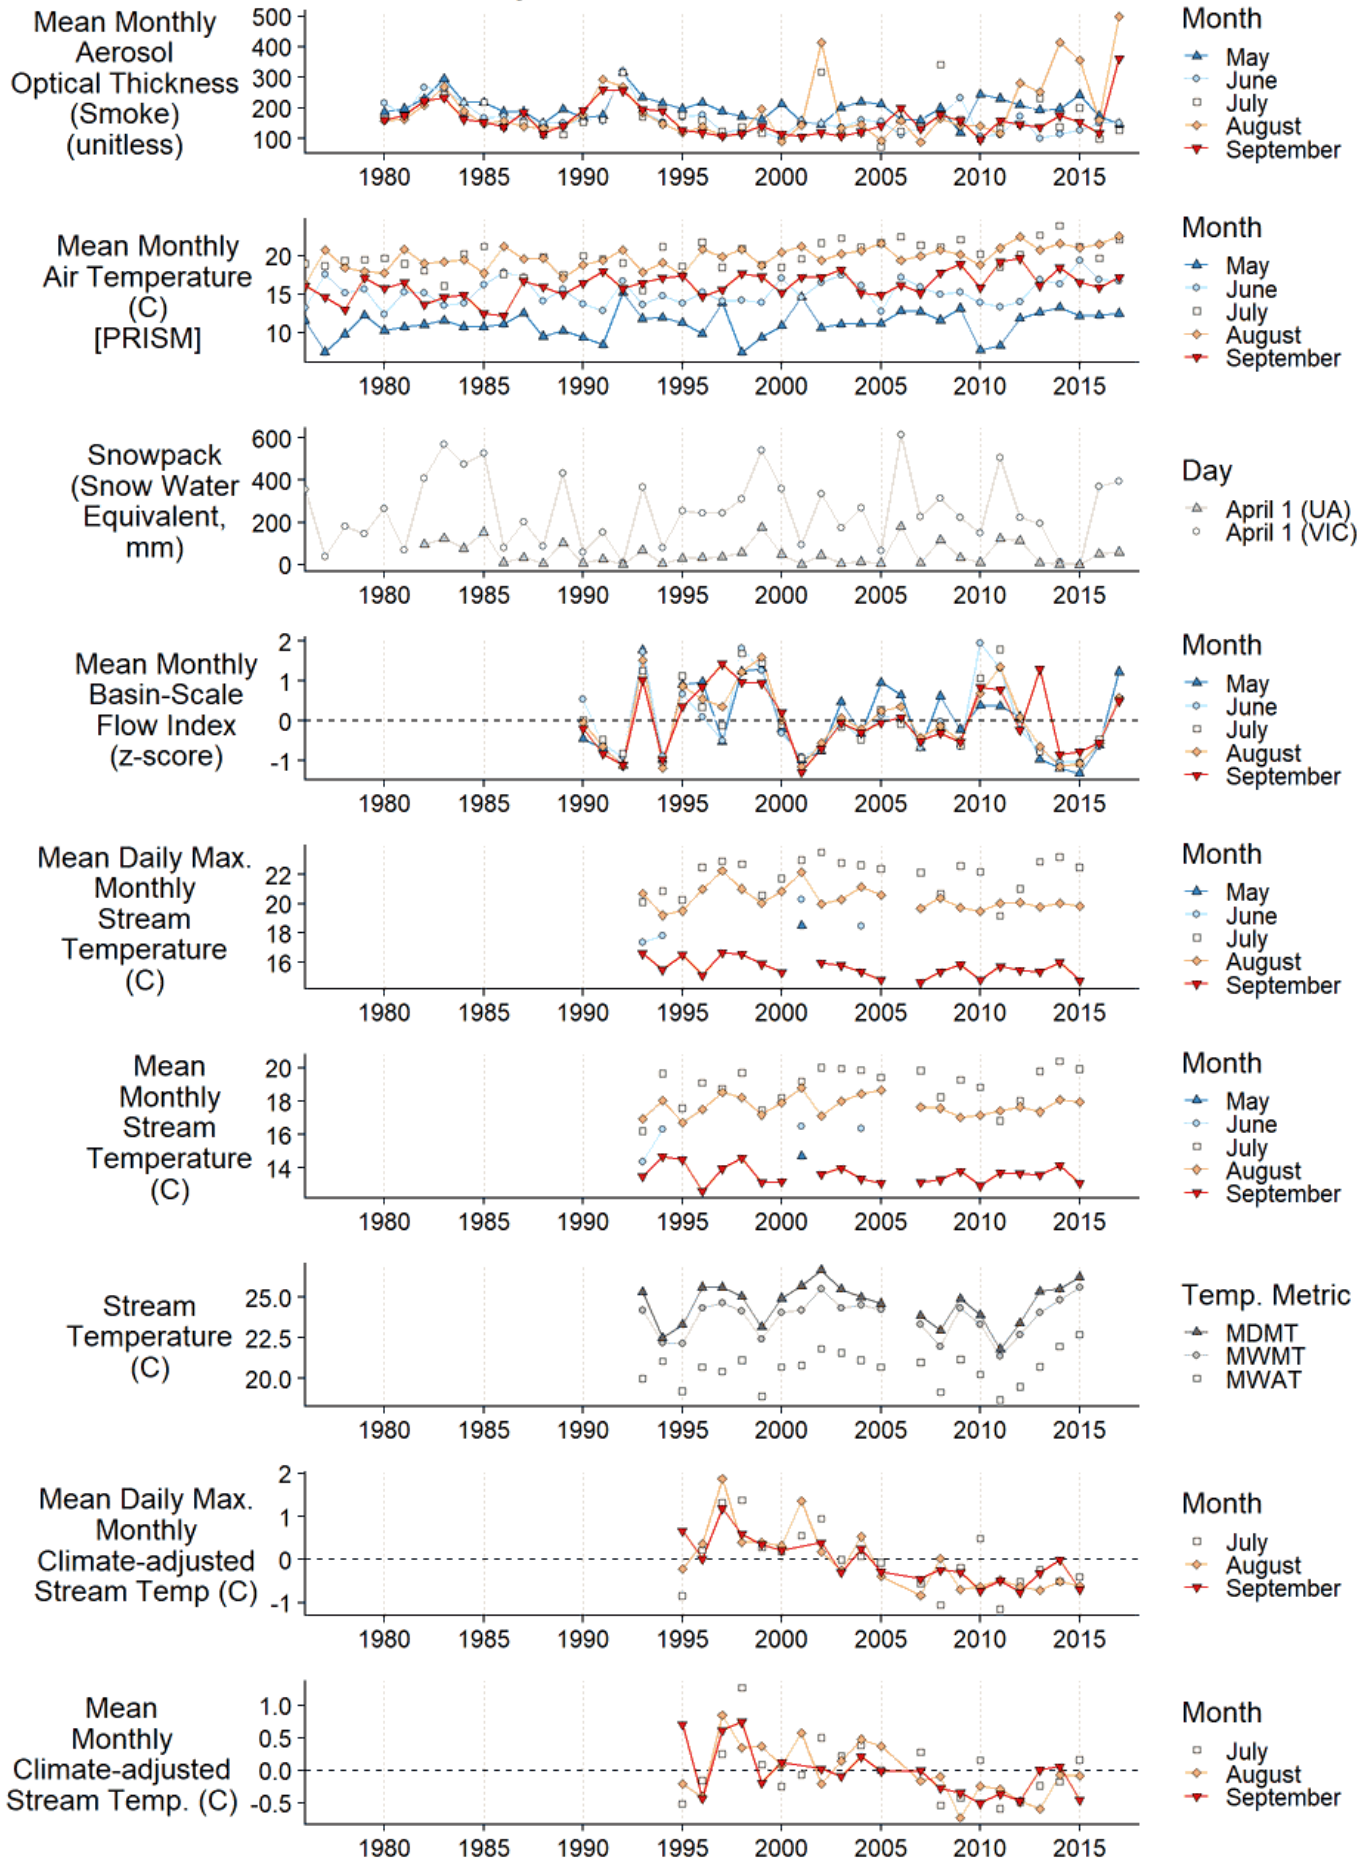 Mean Monthly
Aerosol
Optical Thickness
(Smoke)
(unitless)
500
400
300
200
100
1980 1985 1990 1995 2000 2005 2010 2015
Month
May
June
July
August
September
Mean Monthly
Air Temperature
(C)
[PRISM]
20
15
10
1980 1985 1990 1995 2000 2005 2010 2015
Month
May
June
July
August
September
Snowpack
(Snow Water
Equivalent,
mm)
600
400
200
0
1980 1985 1990 1995 2000 2005 2010 2015
Day
April 1 (UA)
April 1 (VIC)
Mean Monthly
Basin-Scale
Flow Index
(z-score)
2
1
0
-1
1980 1985 1990 1995 2000 2005 2010 2015
Month
May
June
July
August
September
Mean Daily Max.
Monthly
Stream
Temperature
(C)
22
20
18
16
1980 1985 1990 1995 2000 2005 2010 2015
Month
May
June
July
August
September
Mean
Monthly
Stream
Temperature
(C)
20
18
16
14
1980 1985 1990 1995 2000 2005 2010 2015
Month
May
June
July
August
September
Stream
Temperature
(C)
25.0
22.5
20.0
1980 1985 1990 1995 2000 2005 2010 2015
Temp. Metric
MDMT
MWMT
MWAT
Mean Daily Max.
Monthly
Climate-adjusted
Stream Temp (C)
2
1
0
-1
1980 1985 1990 1995 2000 2005 2010 2015
Month
July
August
September
Mean
Monthly
Climate-adjusted
Stream Temp. (C)
1.0
0.5
0.0
-0.5
1980 1985 1990 1995 2000 2005 2010 2015
Month
July
August
September